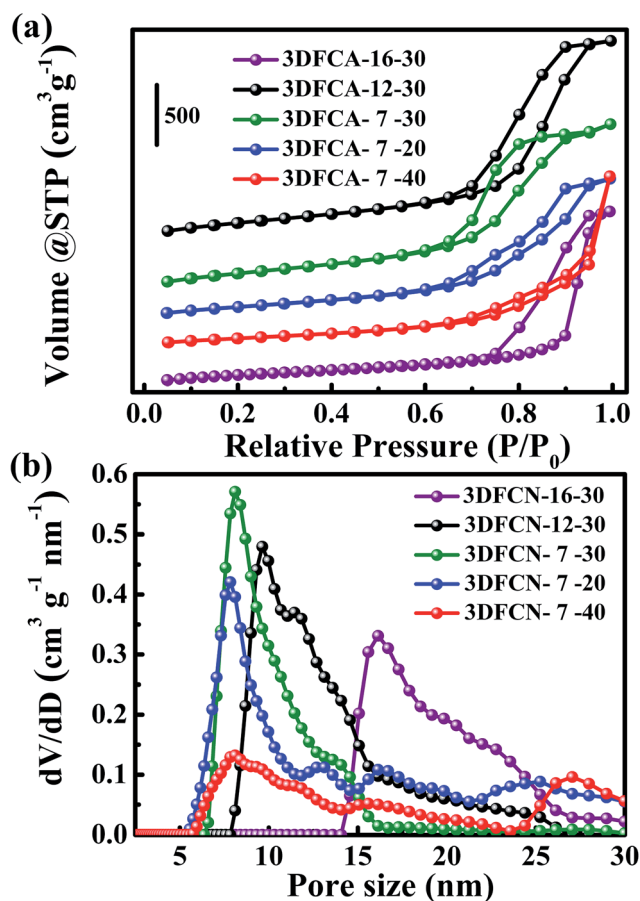 (a)
3DFCA-16-30
3DFCA-12-30
3DFCA- 7 -30
3DFCA- 7 -20
3DFCA- 7 -40
500
Volume @STP (cm³g⁻¹)
0.0 0.2 0.4 0.6 0.8 1.0
Relative Pressure (P/P₀)
(b)
3DFCN-16-30
3DFCN-12-30
3DFCN- 7 -30
3DFCN- 7 -20
3DFCN- 7 -40
0.6
0.5
0.4
0.3
0.2
0.1
0.0
dV/dD (cm³ g⁻¹ nm⁻¹)
5 10 15 20 25 30
Pore size (nm)